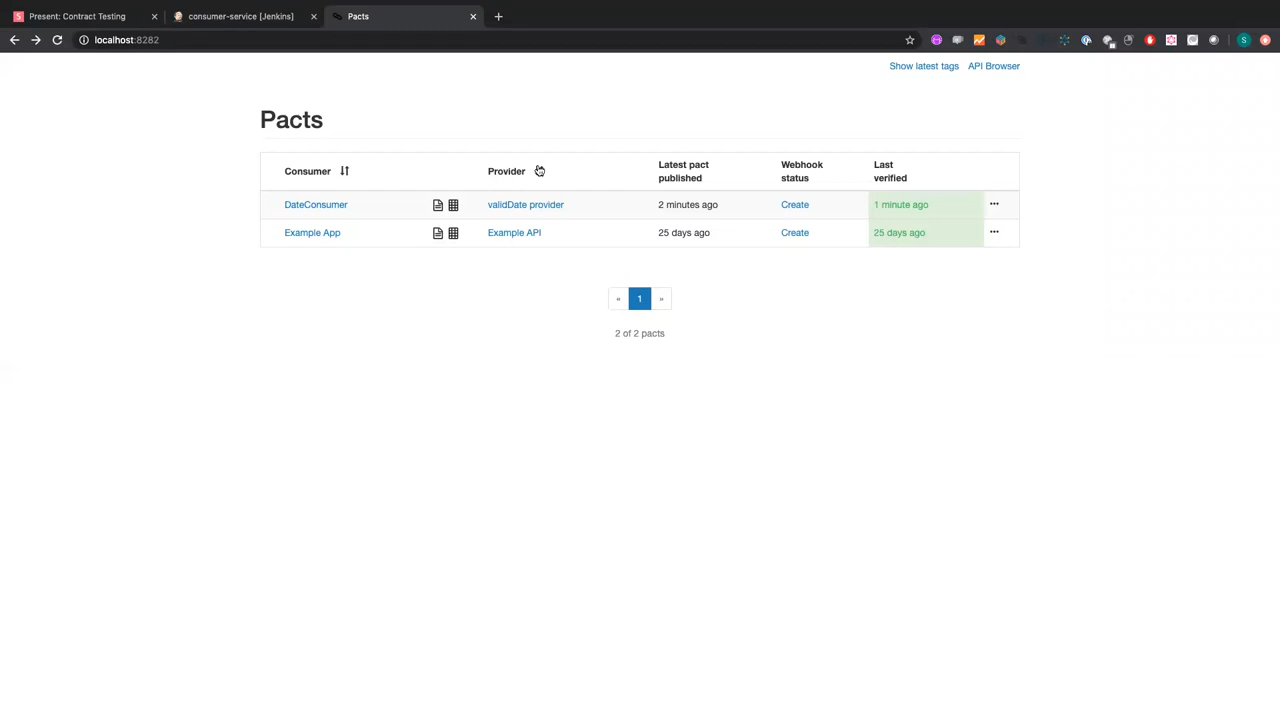 Present: Contract Testing
consumer-service [Jenkins]
Pacts
localhost:8282
S
Show latest tags
API Browser
Pacts
Consumer
Provider
Latest pact
published
Webhook
status
Last
verified
DateConsumer
validDate provider
2 minutes ago
Create
1 minute ago
Example App
Example API
25 days ago
Create
25 days ago
« 1 »
2 of 2 pacts